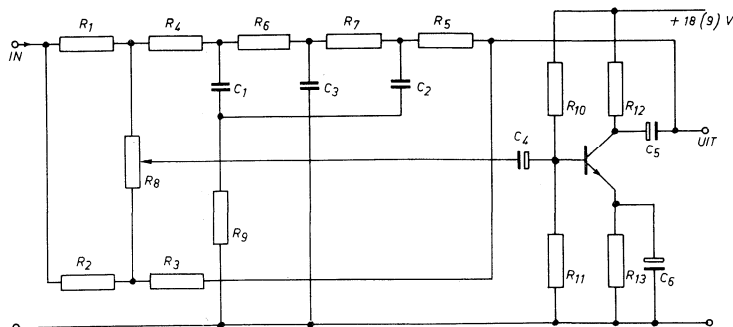 R1 R4 R6 R7 R5
+18 (9) V
IN
C1 C3 C2
R10 R12
C4 C5
UIT
R8
R9
R2 R3
R11 R13 C6